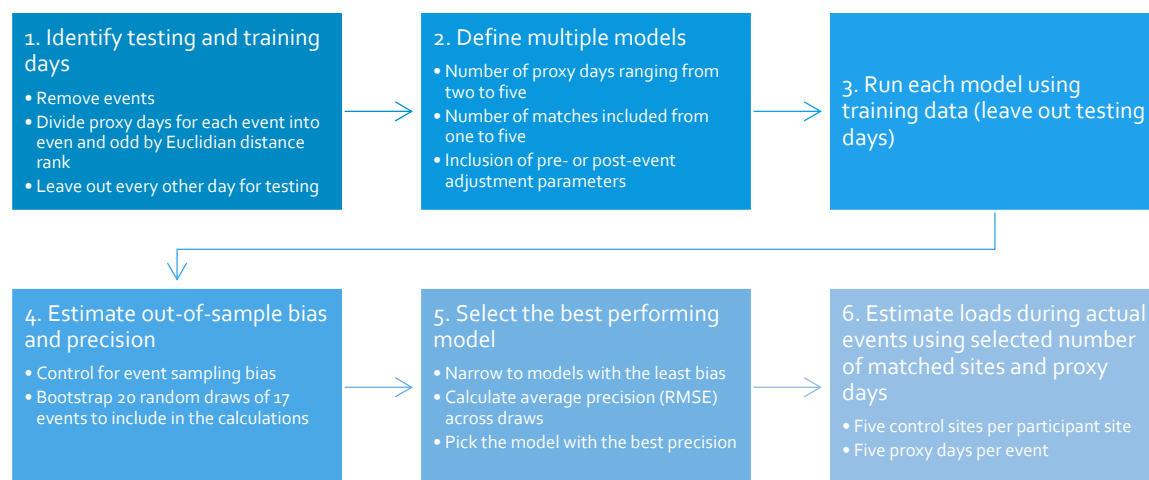 1. Identify testing and training
days
• Remove events
• Divide proxy days for each event into
even and odd by Euclidian distance
rank
• Leave out every other day for testing
2. Define multiple models
• Number of proxy days ranging from
two to five
• Number of matches included from
one to five
• Inclusion of pre- or post-event
adjustment parameters
3. Run each model using
training data (leave out testing
days)
4. Estimate out-of-sample bias
and precision
• Control for event sampling bias
• Bootstrap 20 random draws of 17
events to include in the calculations
5. Select the best performing
model
• Narrow to models with the least bias
• Calculate average precision (RMSE)
across draws
• Pick the model with the best precision
6. Estimate loads during actual
events using selected number
of matched sites and proxy
days
• Five control sites per participant site
• Five proxy days per event